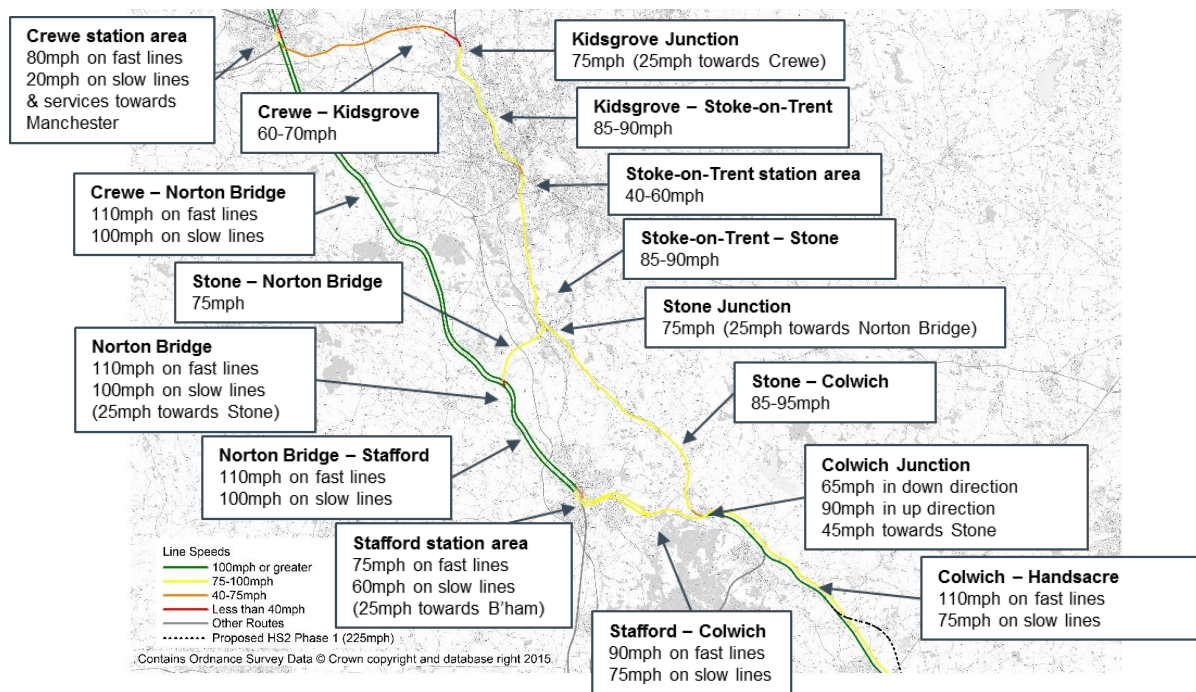 Crewe station area
80mph on fast lines
20mph on slow lines
& services towards
Manchester
Kidsgrove Junction
75mph (25mph towards Crewe)
Crewe – Kidsgrove
60-70mph
Kidsgrove – Stoke-on-Trent
85-90mph
Crewe – Norton Bridge
110mph on fast lines
100mph on slow lines
Stoke-on-Trent station area
40-60mph
Stoke-on-Trent – Stone
85-90mph
Stone – Norton Bridge
75mph
Stone Junction
75mph (25mph towards Norton Bridge)
Norton Bridge
110mph on fast lines
100mph on slow lines
(25mph towards Stone)
Stone – Colwich
85-95mph
Norton Bridge – Stafford
110mph on fast lines
100mph on slow lines
Colwich Junction
65mph in down direction
90mph in up direction
45mph towards Stone
Stafford station area
75mph on fast lines
60mph on slow lines
(25mph towards B'ham)
Colwich – Handsacre
110mph on fast lines
75mph on slow lines
Stafford – Colwich
90mph on fast lines
75mph on slow lines
Line Speeds
100mph or greater
75-100mph
40-75mph
Less than 40mph
Other Routes
Proposed HS2 Phase 1 (225mph)
Contains Ordnance Survey Data © Crown copyright and database right 2015